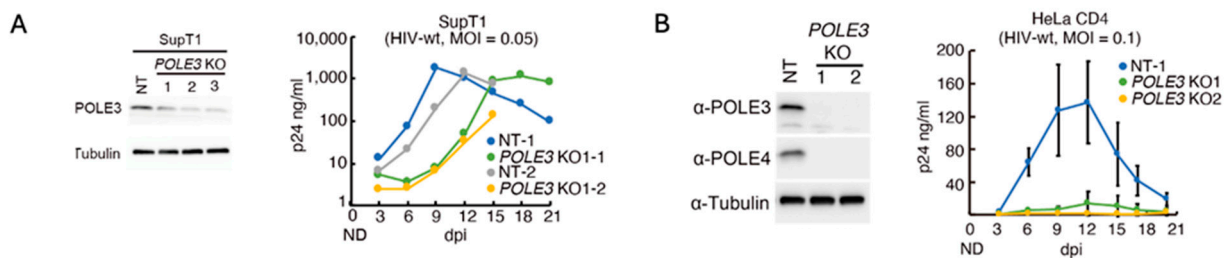 A
SupT1
POLE3 KO
NT
1 2 3
POLE3
Tubulin
SupT1
(HIV-wt, MOI = 0.05)
p24 ng/ml
10,000
1.000
100
10
1
NT-1
POLE3 KO1-1
NT-2
POLE3 KO1-2
0 3 6 9 12 15 18 21
ND
dpi
B
POLE3
KO
NT
1 2
α-POLE3
α-POLE4
α-Tubulin
HeLa CD4
(HIV-wt, MOI = 0.1)
p24 ng/ml
200
160
120
80
40
NT-1
POLE3 KO1
POLE3 KO2
0 3 6 9 12 15 18 21
ND
dpi